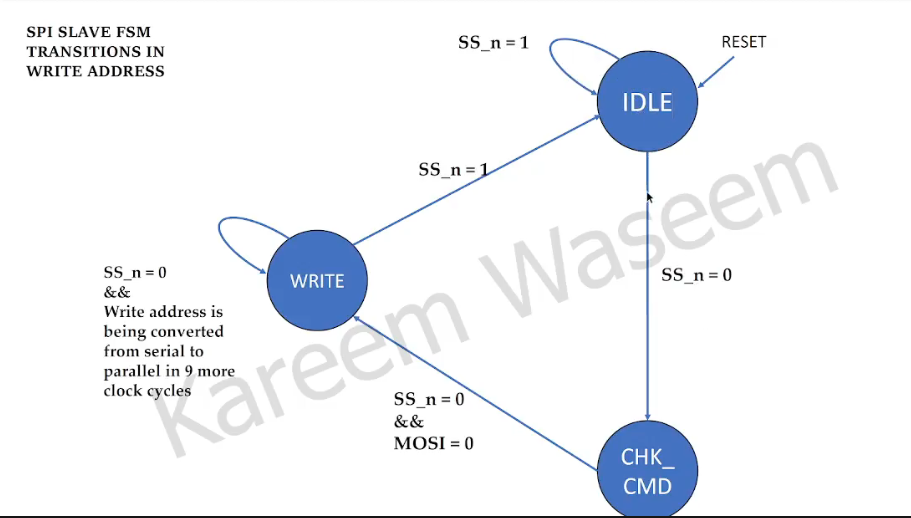 SPI SLAVE FSM
TRANSITIONS IN
WRITE ADDRESS
SS_n = 1
RESET
IDLE
SS_n = 1
SS_n = 0
WRITE
SS_n = 0
&&
Write address is
being converted
from serial to
parallel in 9 more
clock cycles
SS_n = 0
&&
MOSI = 0
CHK_
CMD
Kareem Waseem